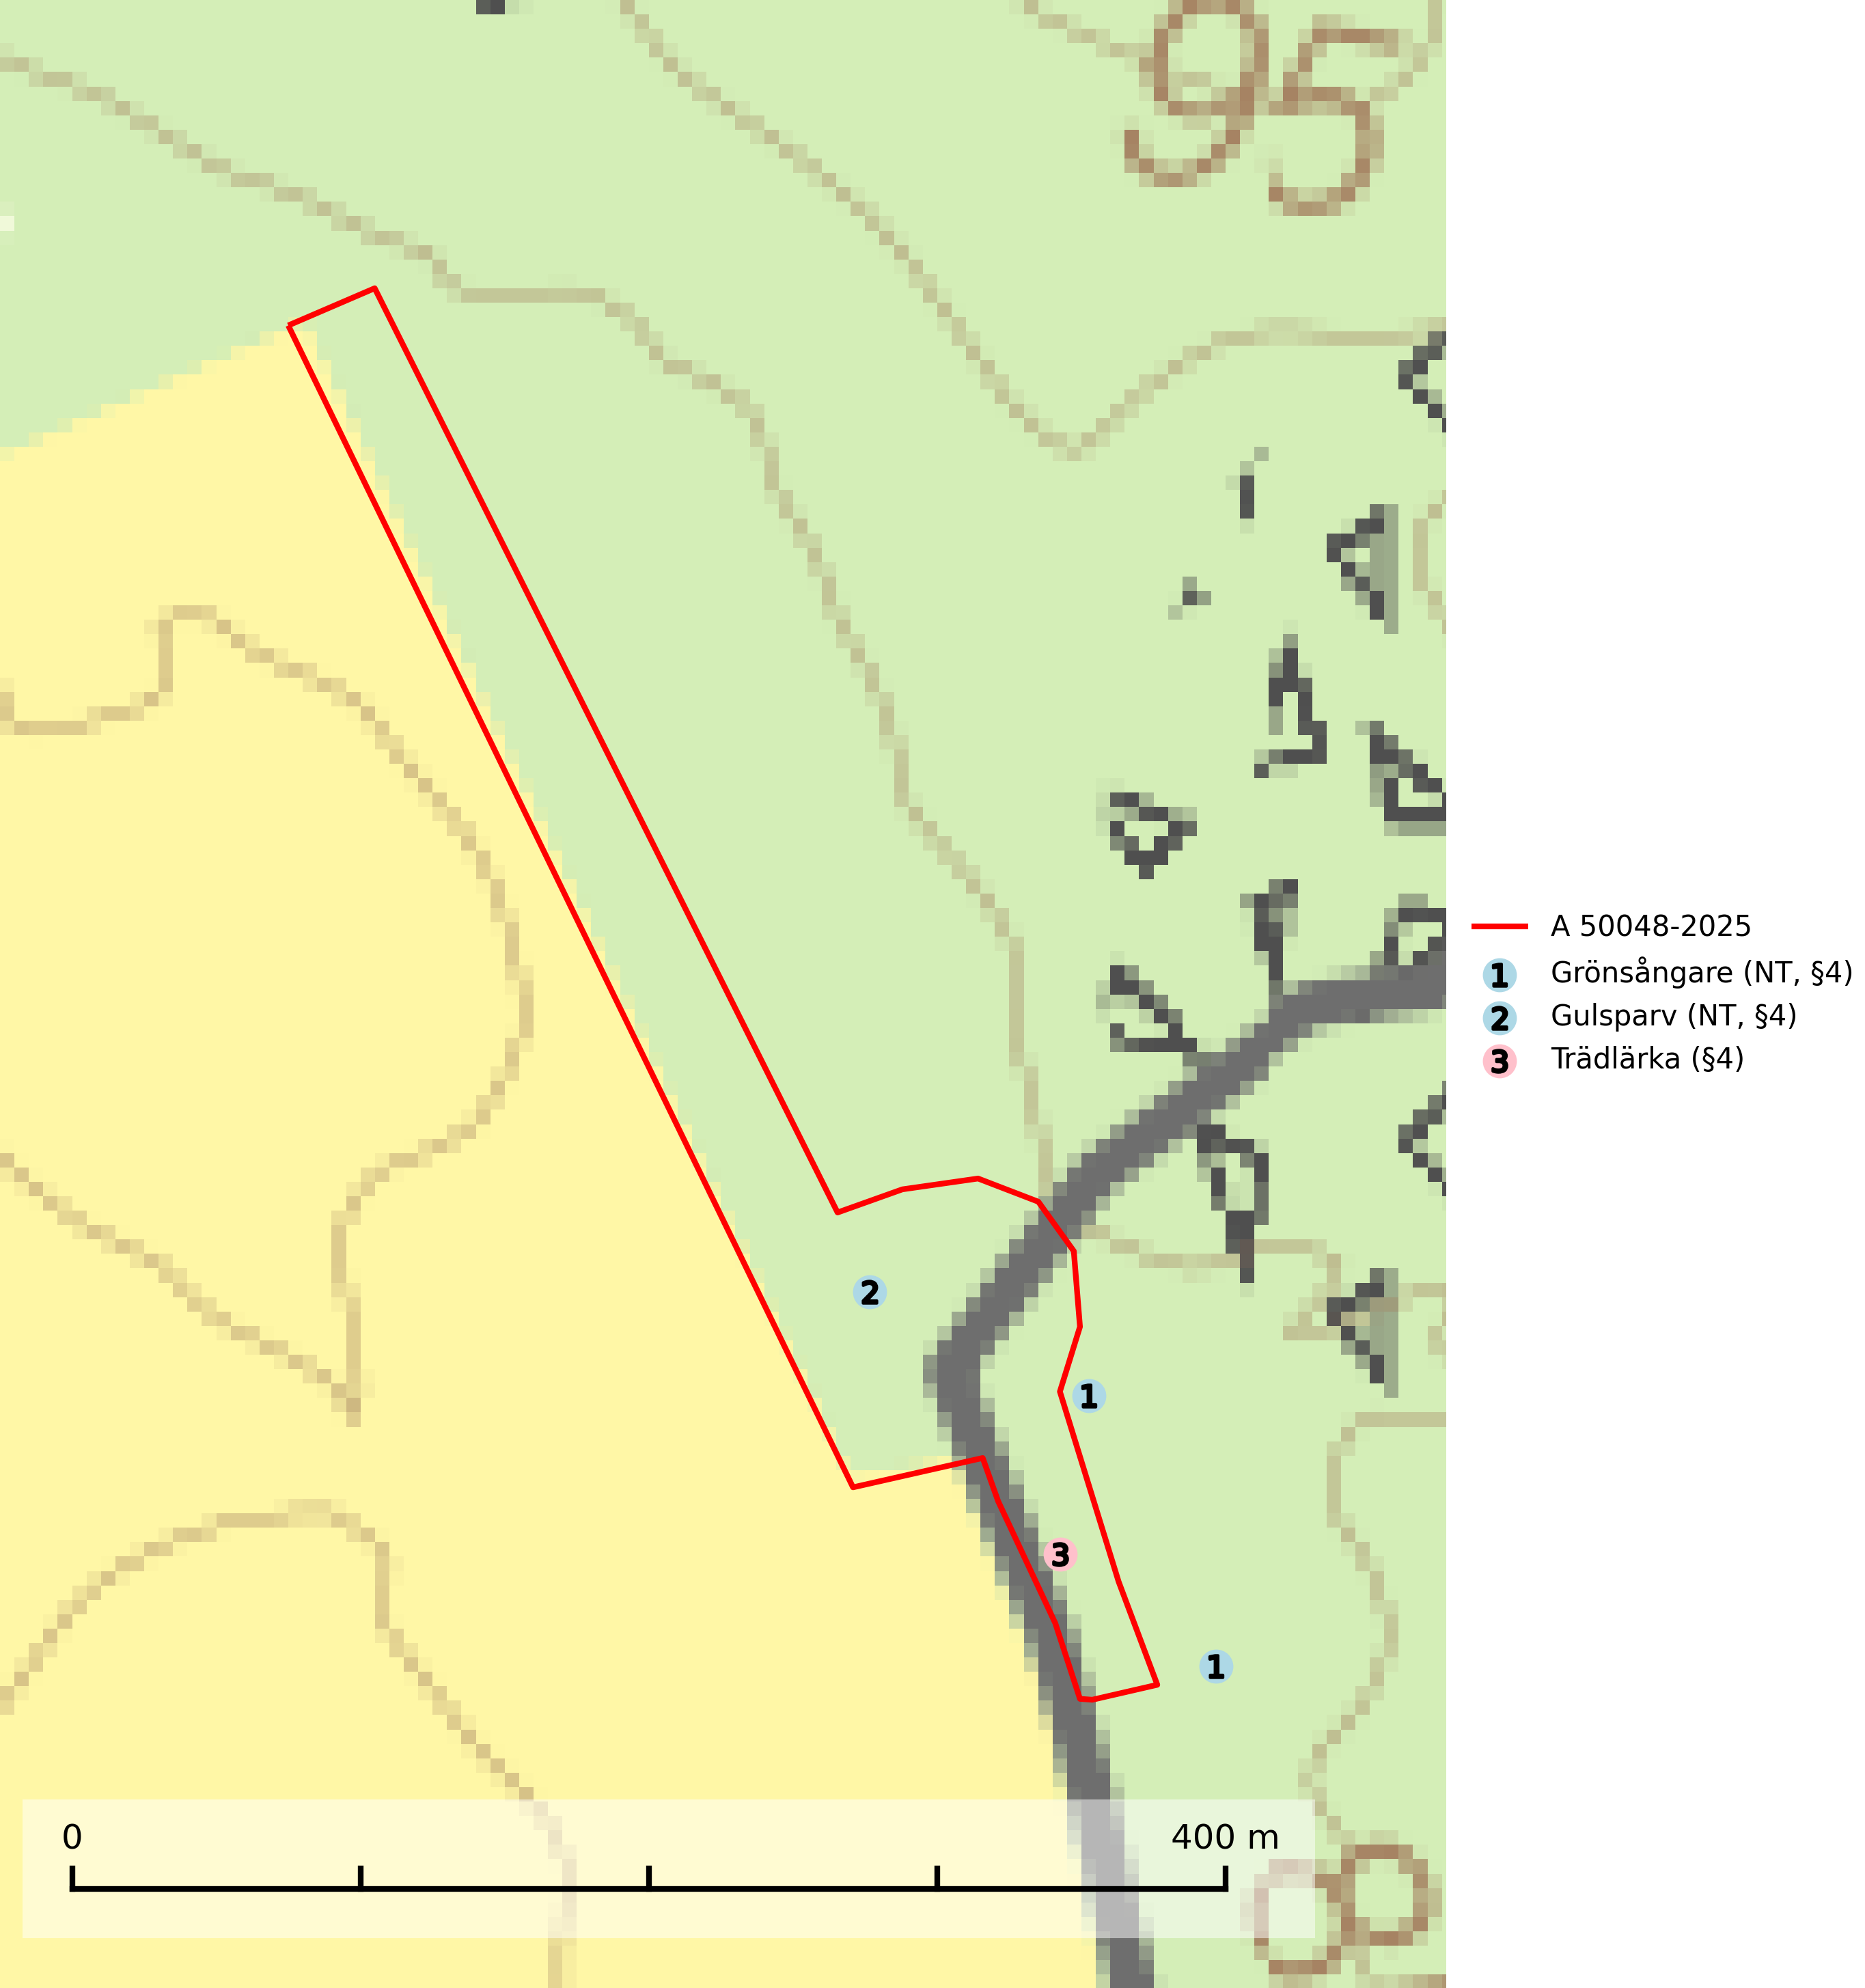 95
A 50048-2025
1 Grönsångare (NT, §4)
2 Gulsparv (NT, §4)
3 Trädlärka (§4)
2
1
3
1
0 400 m